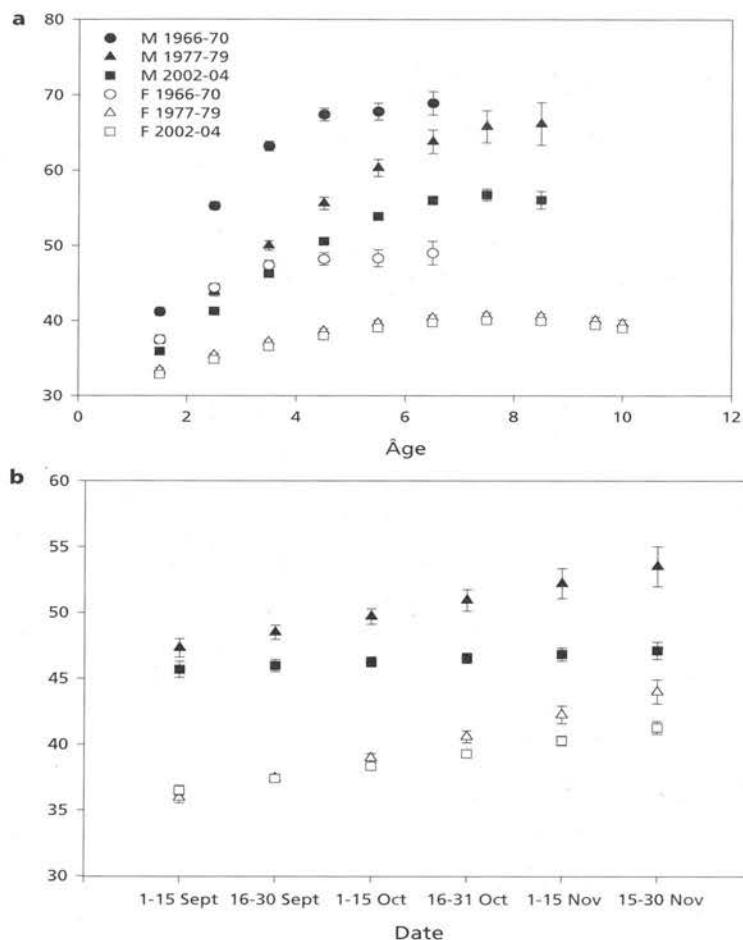 a
80
70
60
50
40
30
M 1966-70
M 1977-79
M 2002-04
F 1966-70
F 1977-79
F 2002-04
0 2 4 6 8 10 12
Âge
b
60
55
50
45
40
35
30
1-15 Sept 16-30 Sept 1-15 Oct 16-31 Oct 1-15 Nov 15-30 Nov
Date